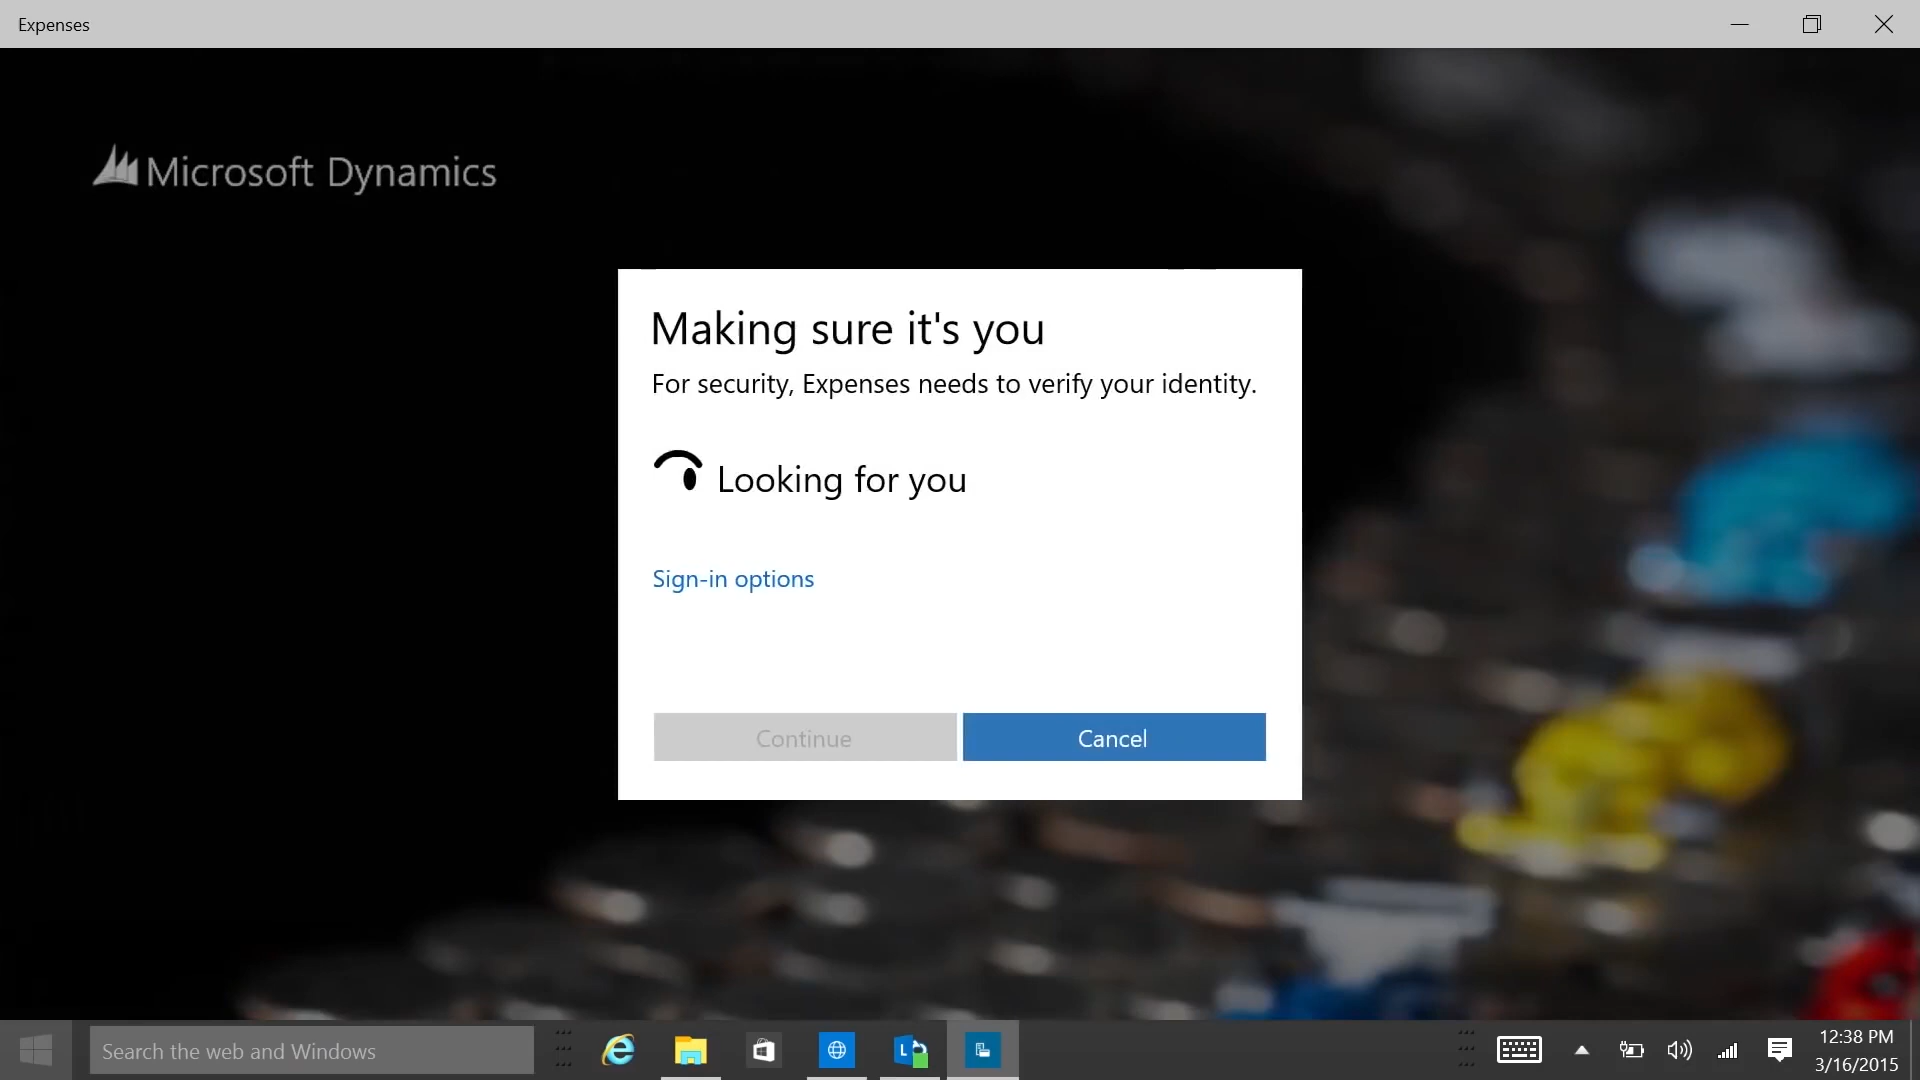 Expenses
Microsoft Dynamics
Making sure it's you
For security, Expenses needs to verify your identity.
Looking for you
Sign-in options
Continue
Cancel
Search the web and Windows
12:38 PM
3/16/2015